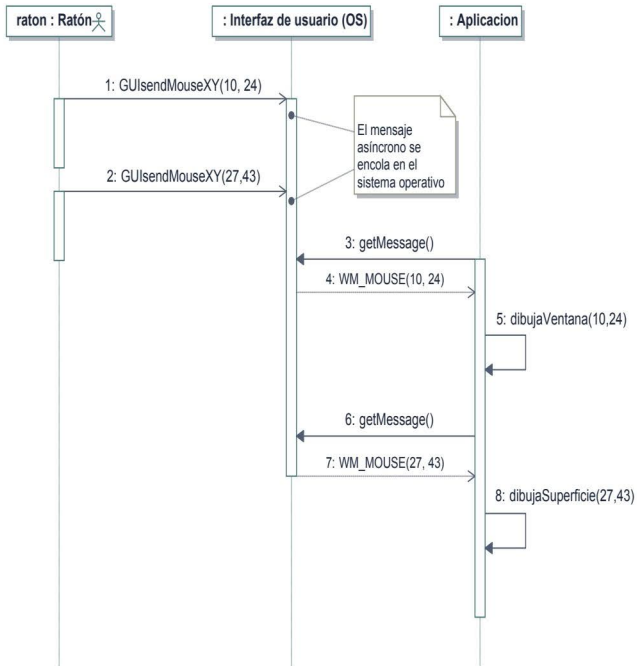 raton : Ratón
: Interfaz de usuario (OS)
: Aplicacion
1: GUIsendMouseXY(10, 24)
El mensaje
asíncrono se
encola en el
sistema operativo
2: GUIsendMouseXY(27,43)
3: getMessage()
4: WM_MOUSE(10, 24)
5: dibujaVentana(10,24)
6: getMessage()
7: WM_MOUSE(27, 43)
8: dibujaSuperficie(27,43)